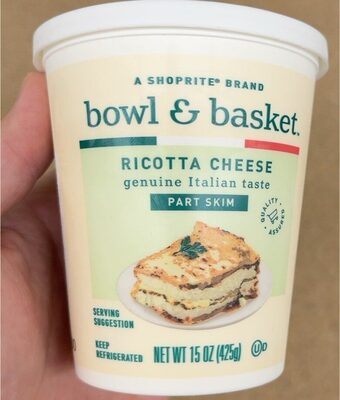 A SHOPRITE® BRAND
bowl & basket.
RICOTTA CHEESE
genuine Italian taste
PART SKIM
QUALITY
ASSURED
SERVING
SUGGESTION
KEEP
REFRIGERATED
NET WT 15 OZ (425g)
U D